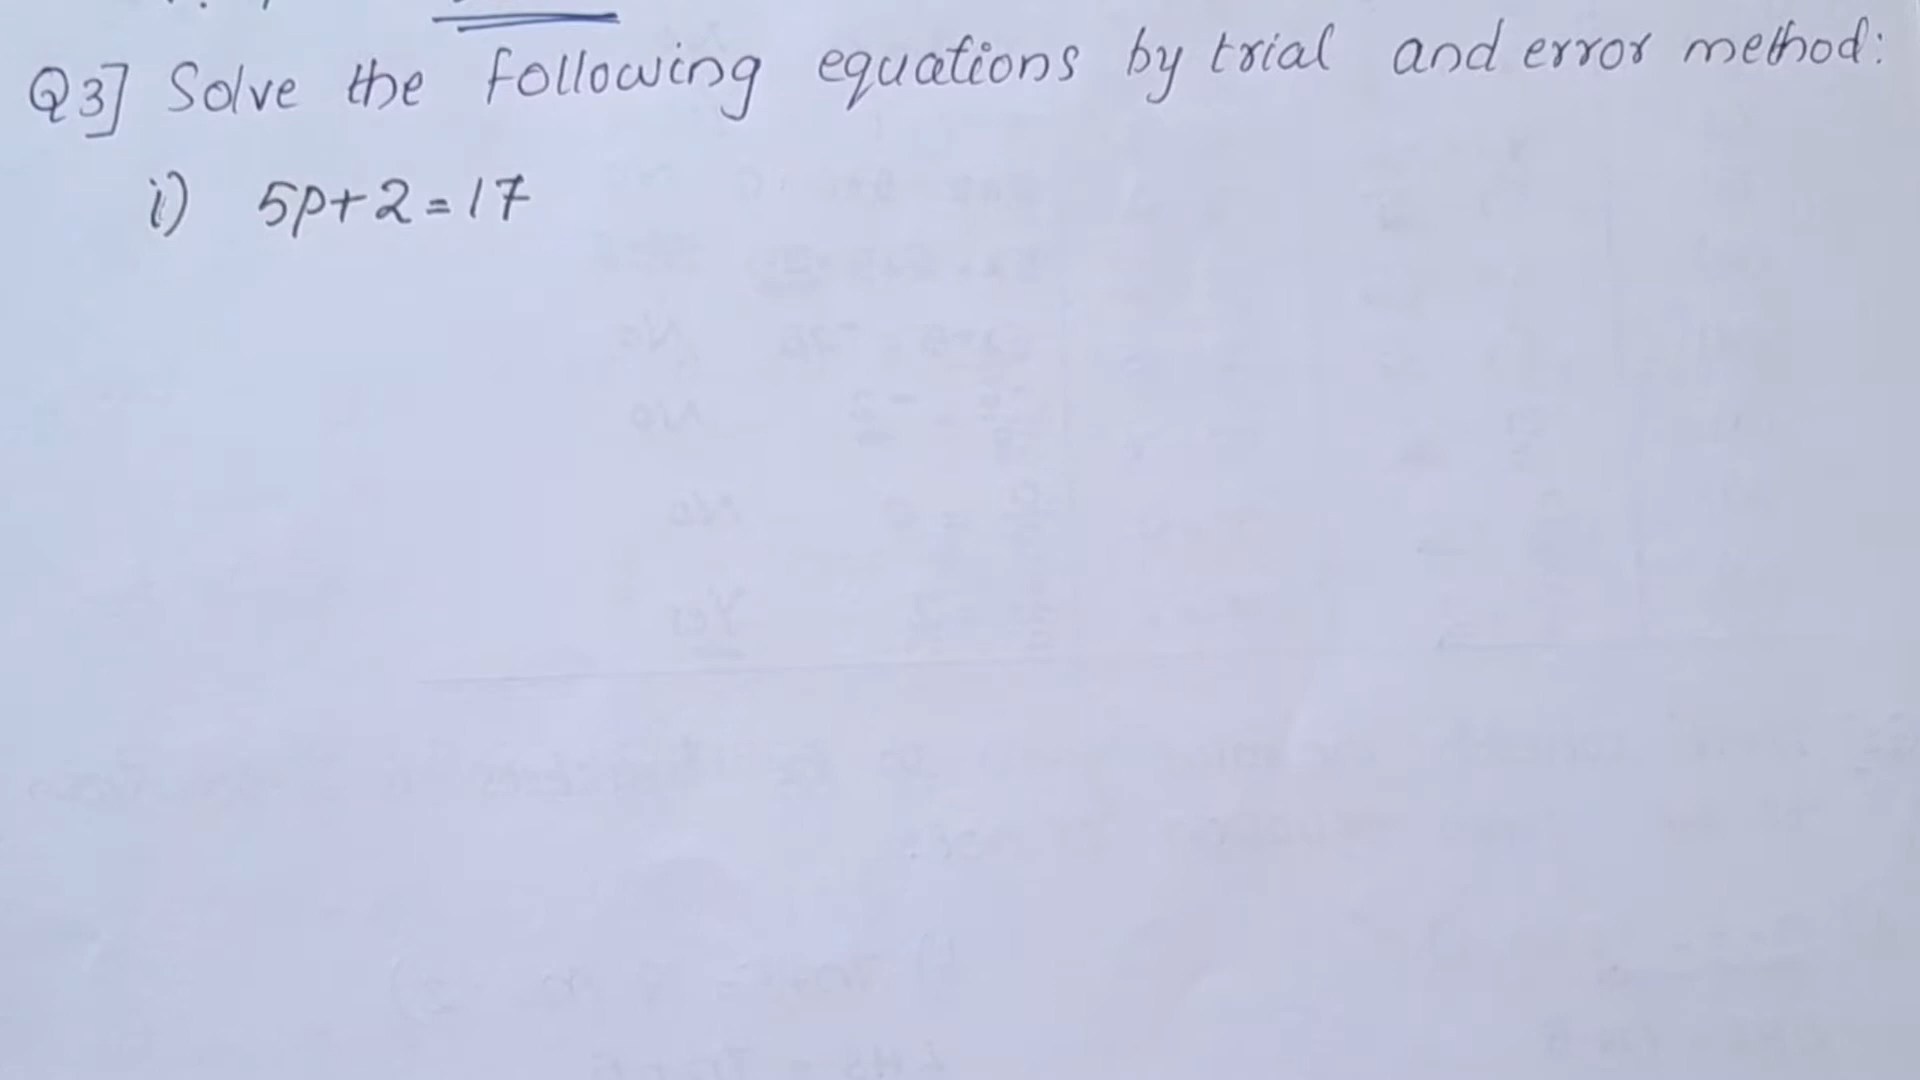 Q3] Solve the following equations by trial and error method:
i) 5p+2=17